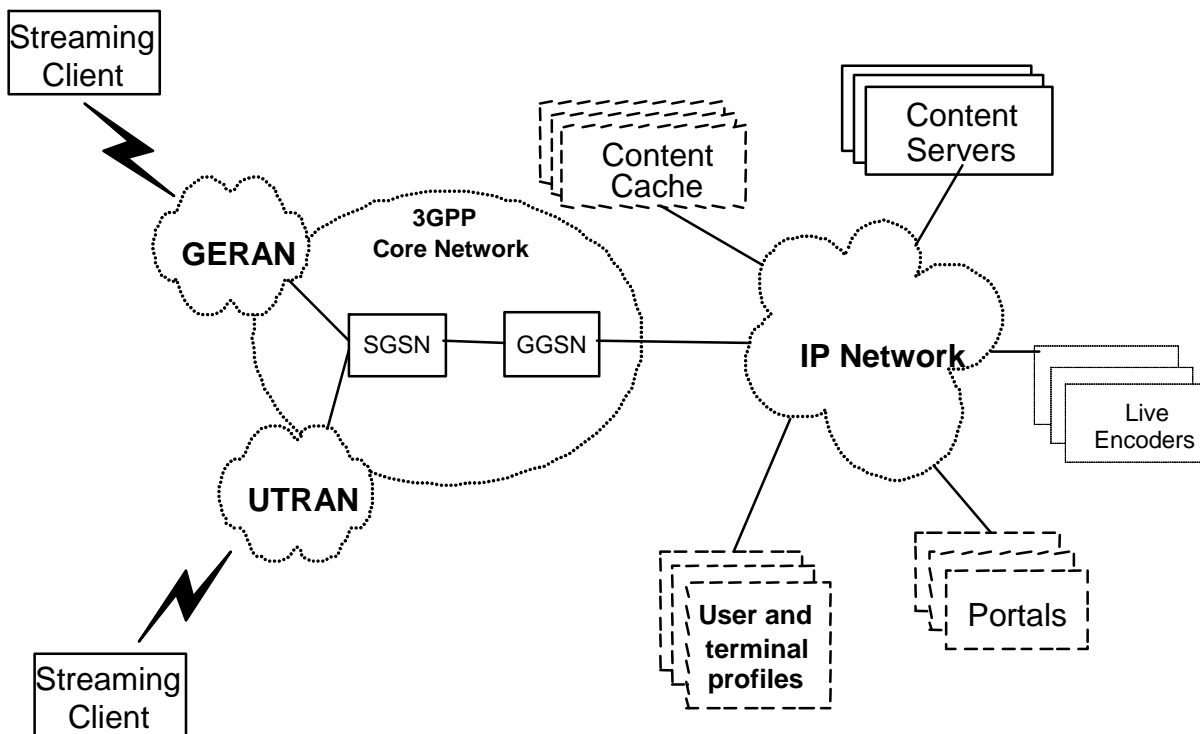 Streaming
Client
Content
Servers
Content
Cache
3GPP
Core Network
GERAN
SGSN
GGSN
IP Network
Live
Encoders
UTRAN
User and
terminal
profiles
Portals
Streaming
Client